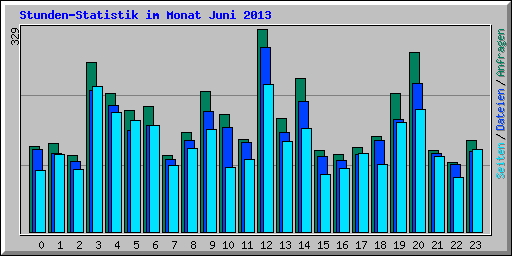 Stunden-Statistik im Monat Juni 2013
329
Seiten / Dateien / Anfragen
0 1 2 3 4 5 6 7 8 9 10 11 12 13 14 15 16 17 18 19 20 21 22 23